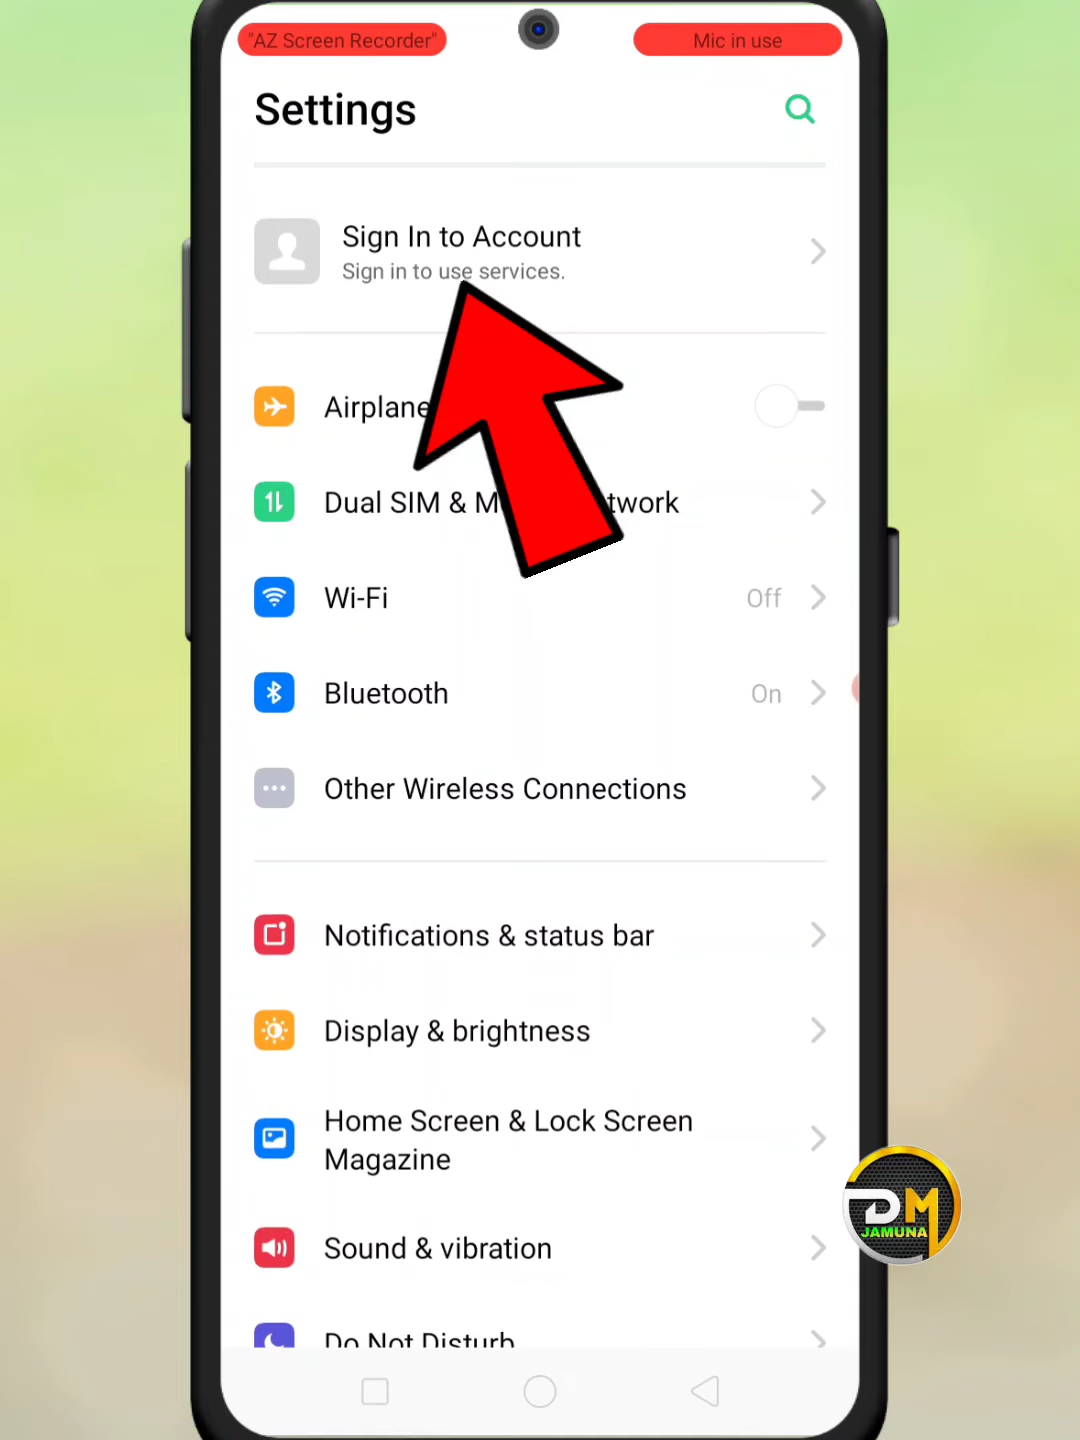 "AZ Screen Recorder"
Mic in use
Settings
Sign In to Account
Sign in to use services.
Airplane
Dual SIM & M twork
Wi-Fi
Off
Bluetooth
On
Other Wireless Connections
Notifications & status bar
Display & brightness
Home Screen & Lock Screen
Magazine
Sound & vibration
Do Not Disturb
DM
JAMUNA